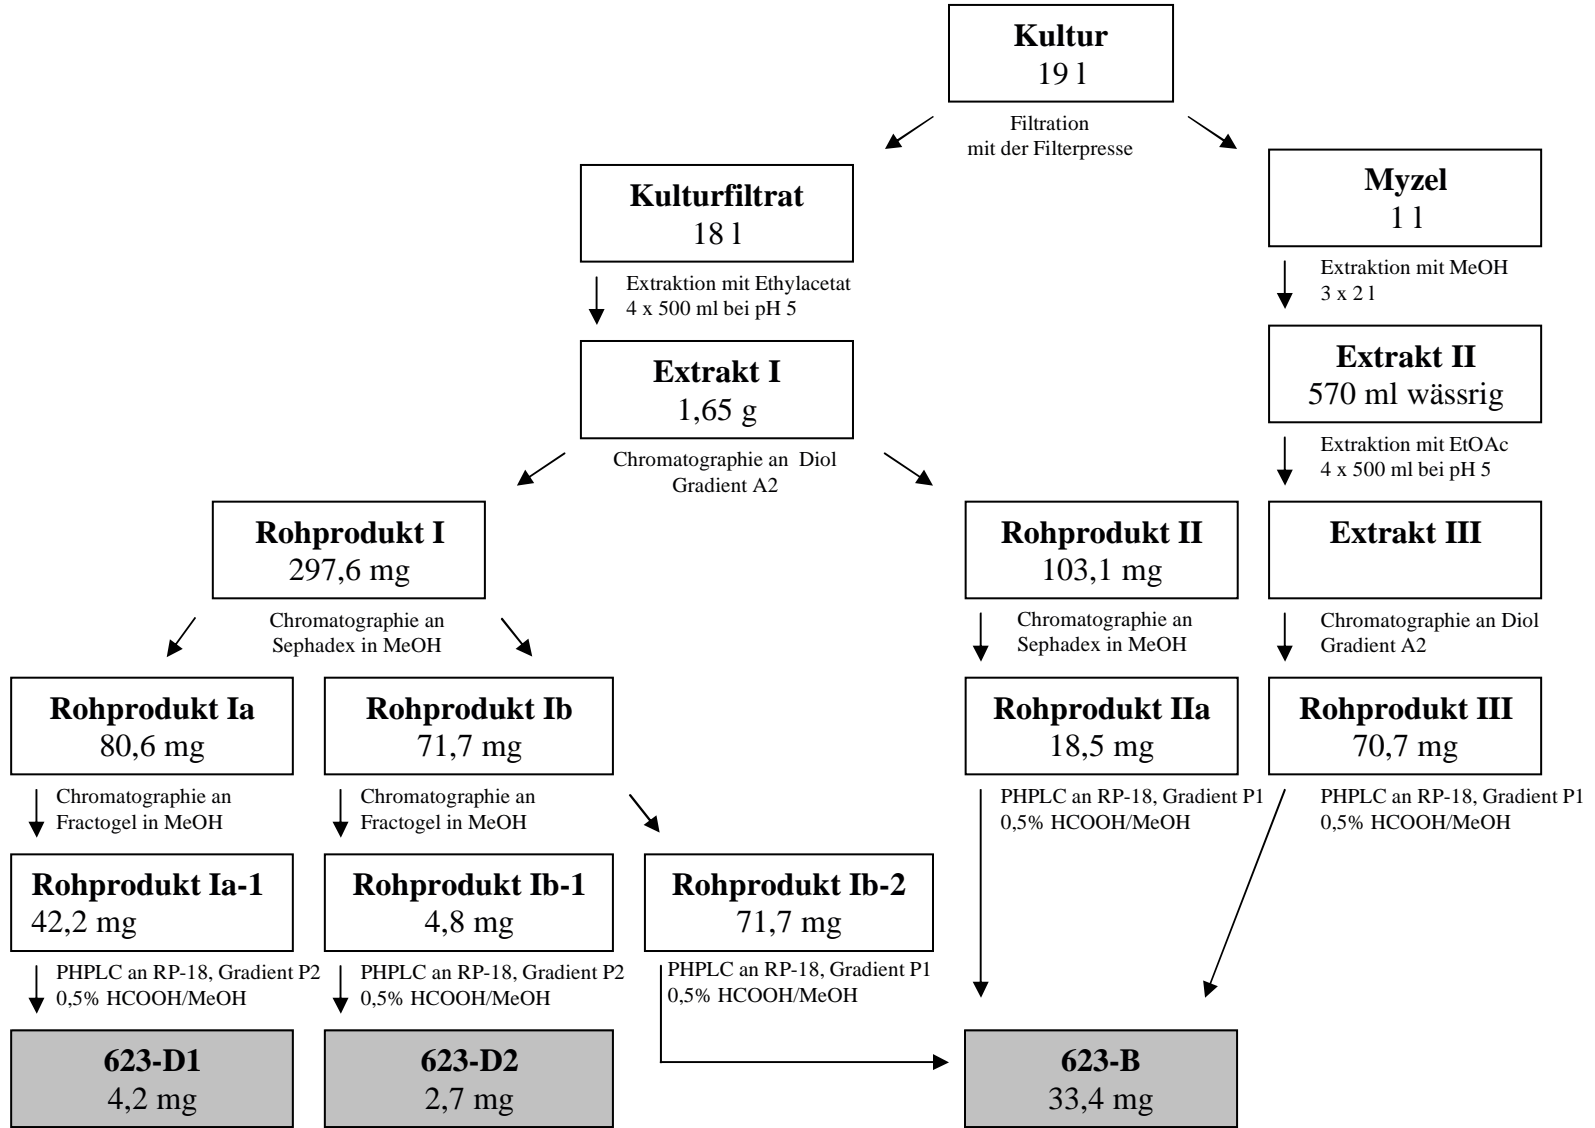 Kultur
19 l
Filtration
mit der Filterpresse
Kulturfiltrat
18 l
Myzel
1 l
Extraktion mit Ethylacetat
4 x 500 ml bei pH 5
Extraktion mit MeOH
3 x 2 l
Extrakt I
1,65 g
Extrakt II
570 ml wässrig
Chromatographie an Diol
Gradient A2
Extraktion mit EtOAc
4 x 500 ml bei pH 5
Rohprodukt I
297,6 mg
Rohprodukt II
103,1 mg
Extrakt III
Chromatographie an
Sephadex in MeOH
Chromatographie an
Sephadex in MeOH
Chromatographie an Diol
Gradient A2
Rohprodukt Ia
80,6 mg
Rohprodukt Ib
71,7 mg
Rohprodukt IIa
18,5 mg
Rohprodukt III
70,7 mg
Chromatographie an
Fractogel in MeOH
Chromatographie an
Fractogel in MeOH
PHPLC an RP-18, Gradient P1
0,5% HCOOH/MeOH
PHPLC an RP-18, Gradient P1
0,5% HCOOH/MeOH
Rohprodukt Ia-1
42,2 mg
Rohprodukt Ib-1
4,8 mg
Rohprodukt Ib-2
71,7 mg
PHPLC an RP-18, Gradient P2
0,5% HCOOH/MeOH
PHPLC an RP-18, Gradient P2
0,5% HCOOH/MeOH
PHPLC an RP-18, Gradient P1
0,5% HCOOH/MeOH
623-D1
4,2 mg
623-D2
2,7 mg
623-B
33,4 mg